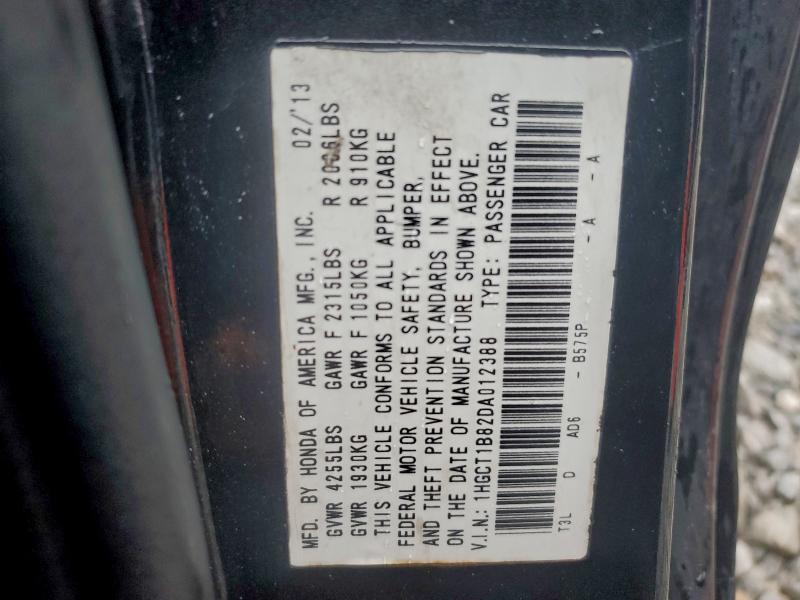 MFD. BY HONDA OF AMERICA MFG., INC. 02/'13
GVWR 4255LBS GAWR F 2315LBS R 2006LBS
GVWR 1930KG GAWR F 1050KG R 910KG
THIS VEHICLE CONFORMS TO ALL APPLICABLE
FEDERAL MOTOR VEHICLE SAFETY, BUMPER,
AND THEFT PREVENTION STANDARDS IN EFFECT
ON THE DATE OF MANUFACTURE SHOWN ABOVE.
V.I.N.: 1HGCT1B82DA012388 TYPE: PASSENGER CAR
T3L D AD6 - B575P - A - A